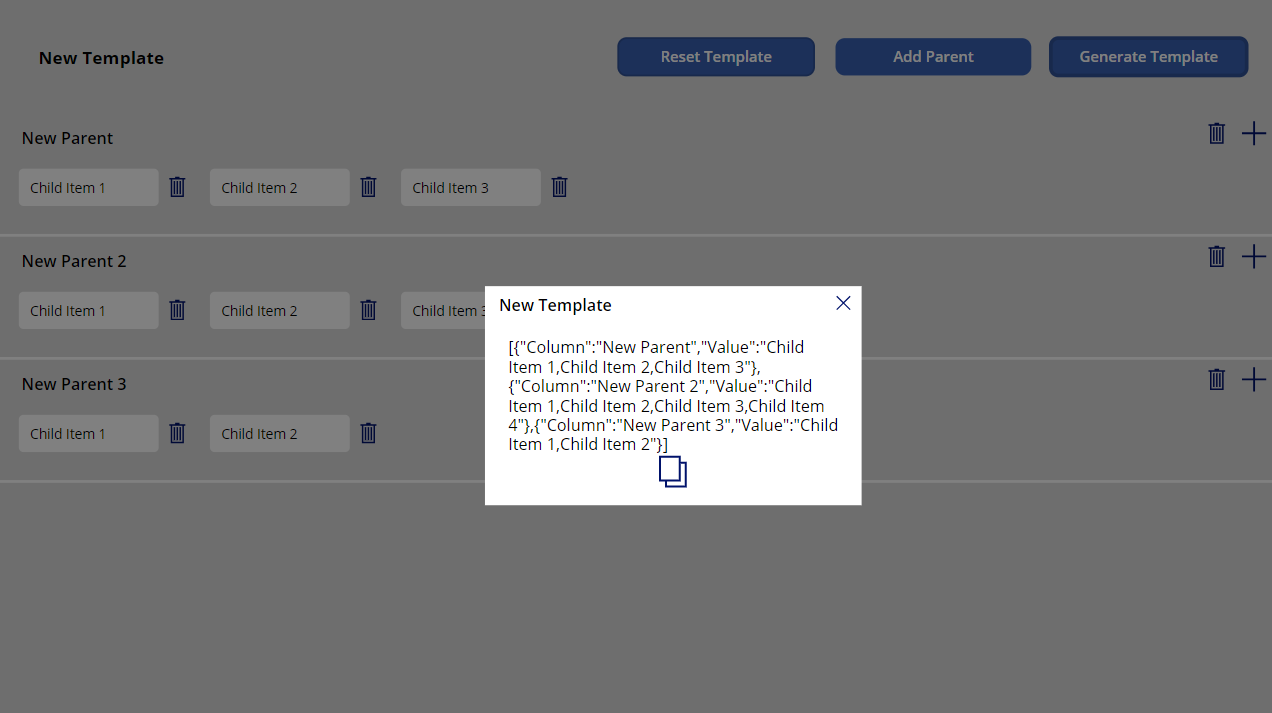 New Template
Reset Template
Add Parent
Generate Template
New Parent
Child Item 1
Child Item 2
Child Item 3
New Parent 2
Child Item 1
Child Item 2
Child Item 3
New Parent 3
Child Item 1
Child Item 2
New Template
[{"Column":"New Parent","Value":"Child
Item 1,Child Item 2,Child Item 3"},
{"Column":"New Parent 2","Value":"Child
Item 1,Child Item 2,Child Item 3,Child Item
4"},{"Column":"New Parent 3","Value":"Child
Item 1,Child Item 2"}]